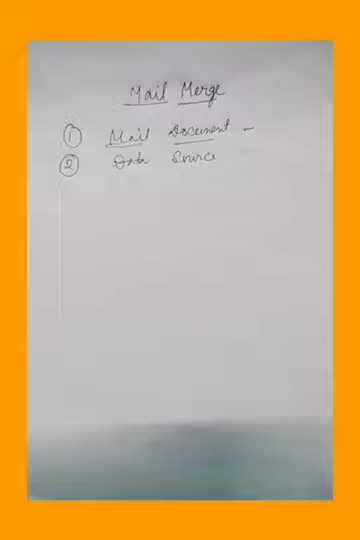 Mail Merge
① Mail Document –
② Data Source